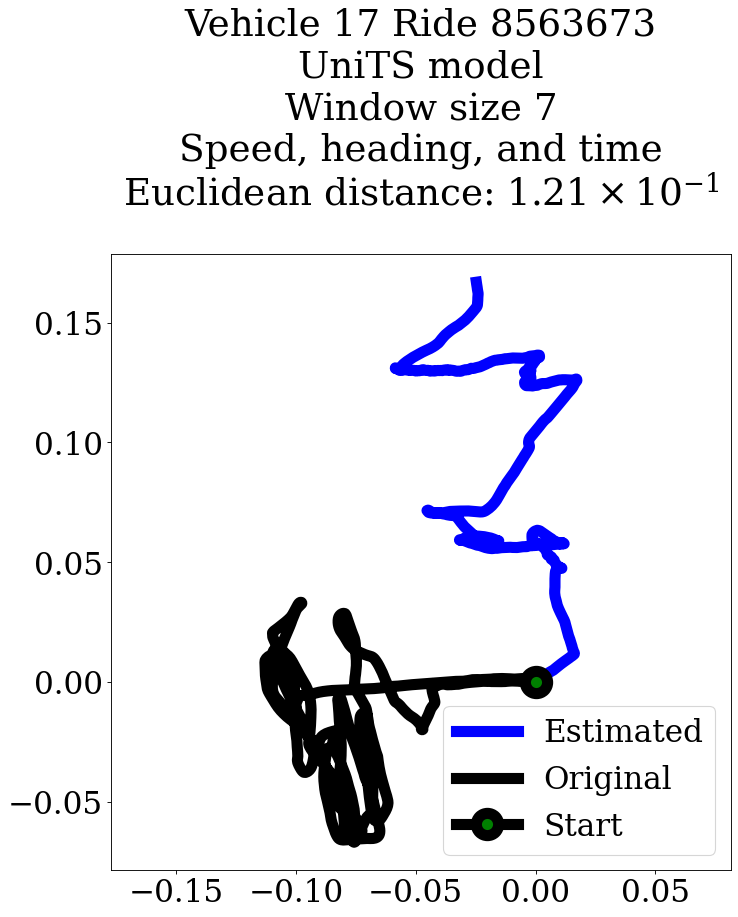 Vehicle 17 Ride 8563673
UniTS model
Window size 7
Speed, heading, and time
Euclidean distance: 1.21 × 10⁻¹
0.15
0.10
0.05
0.00
−0.05
Estimated
Original
Start
−0.15 −0.10 −0.05 0.00 0.05